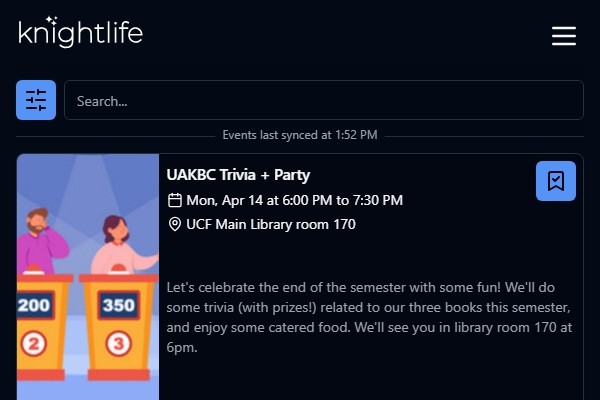 knightlife
Search...
Events last synced at 1:52 PM
UAKBC Trivia + Party
Mon, Apr 14 at 6:00 PM to 7:30 PM
UCF Main Library room 170
Let's celebrate the end of the semester with some fun! We'll do
some trivia (with prizes!) related to our three books this semester,
and enjoy some catered food. We'll see you in library room 170 at
6pm.
200
350
2
3